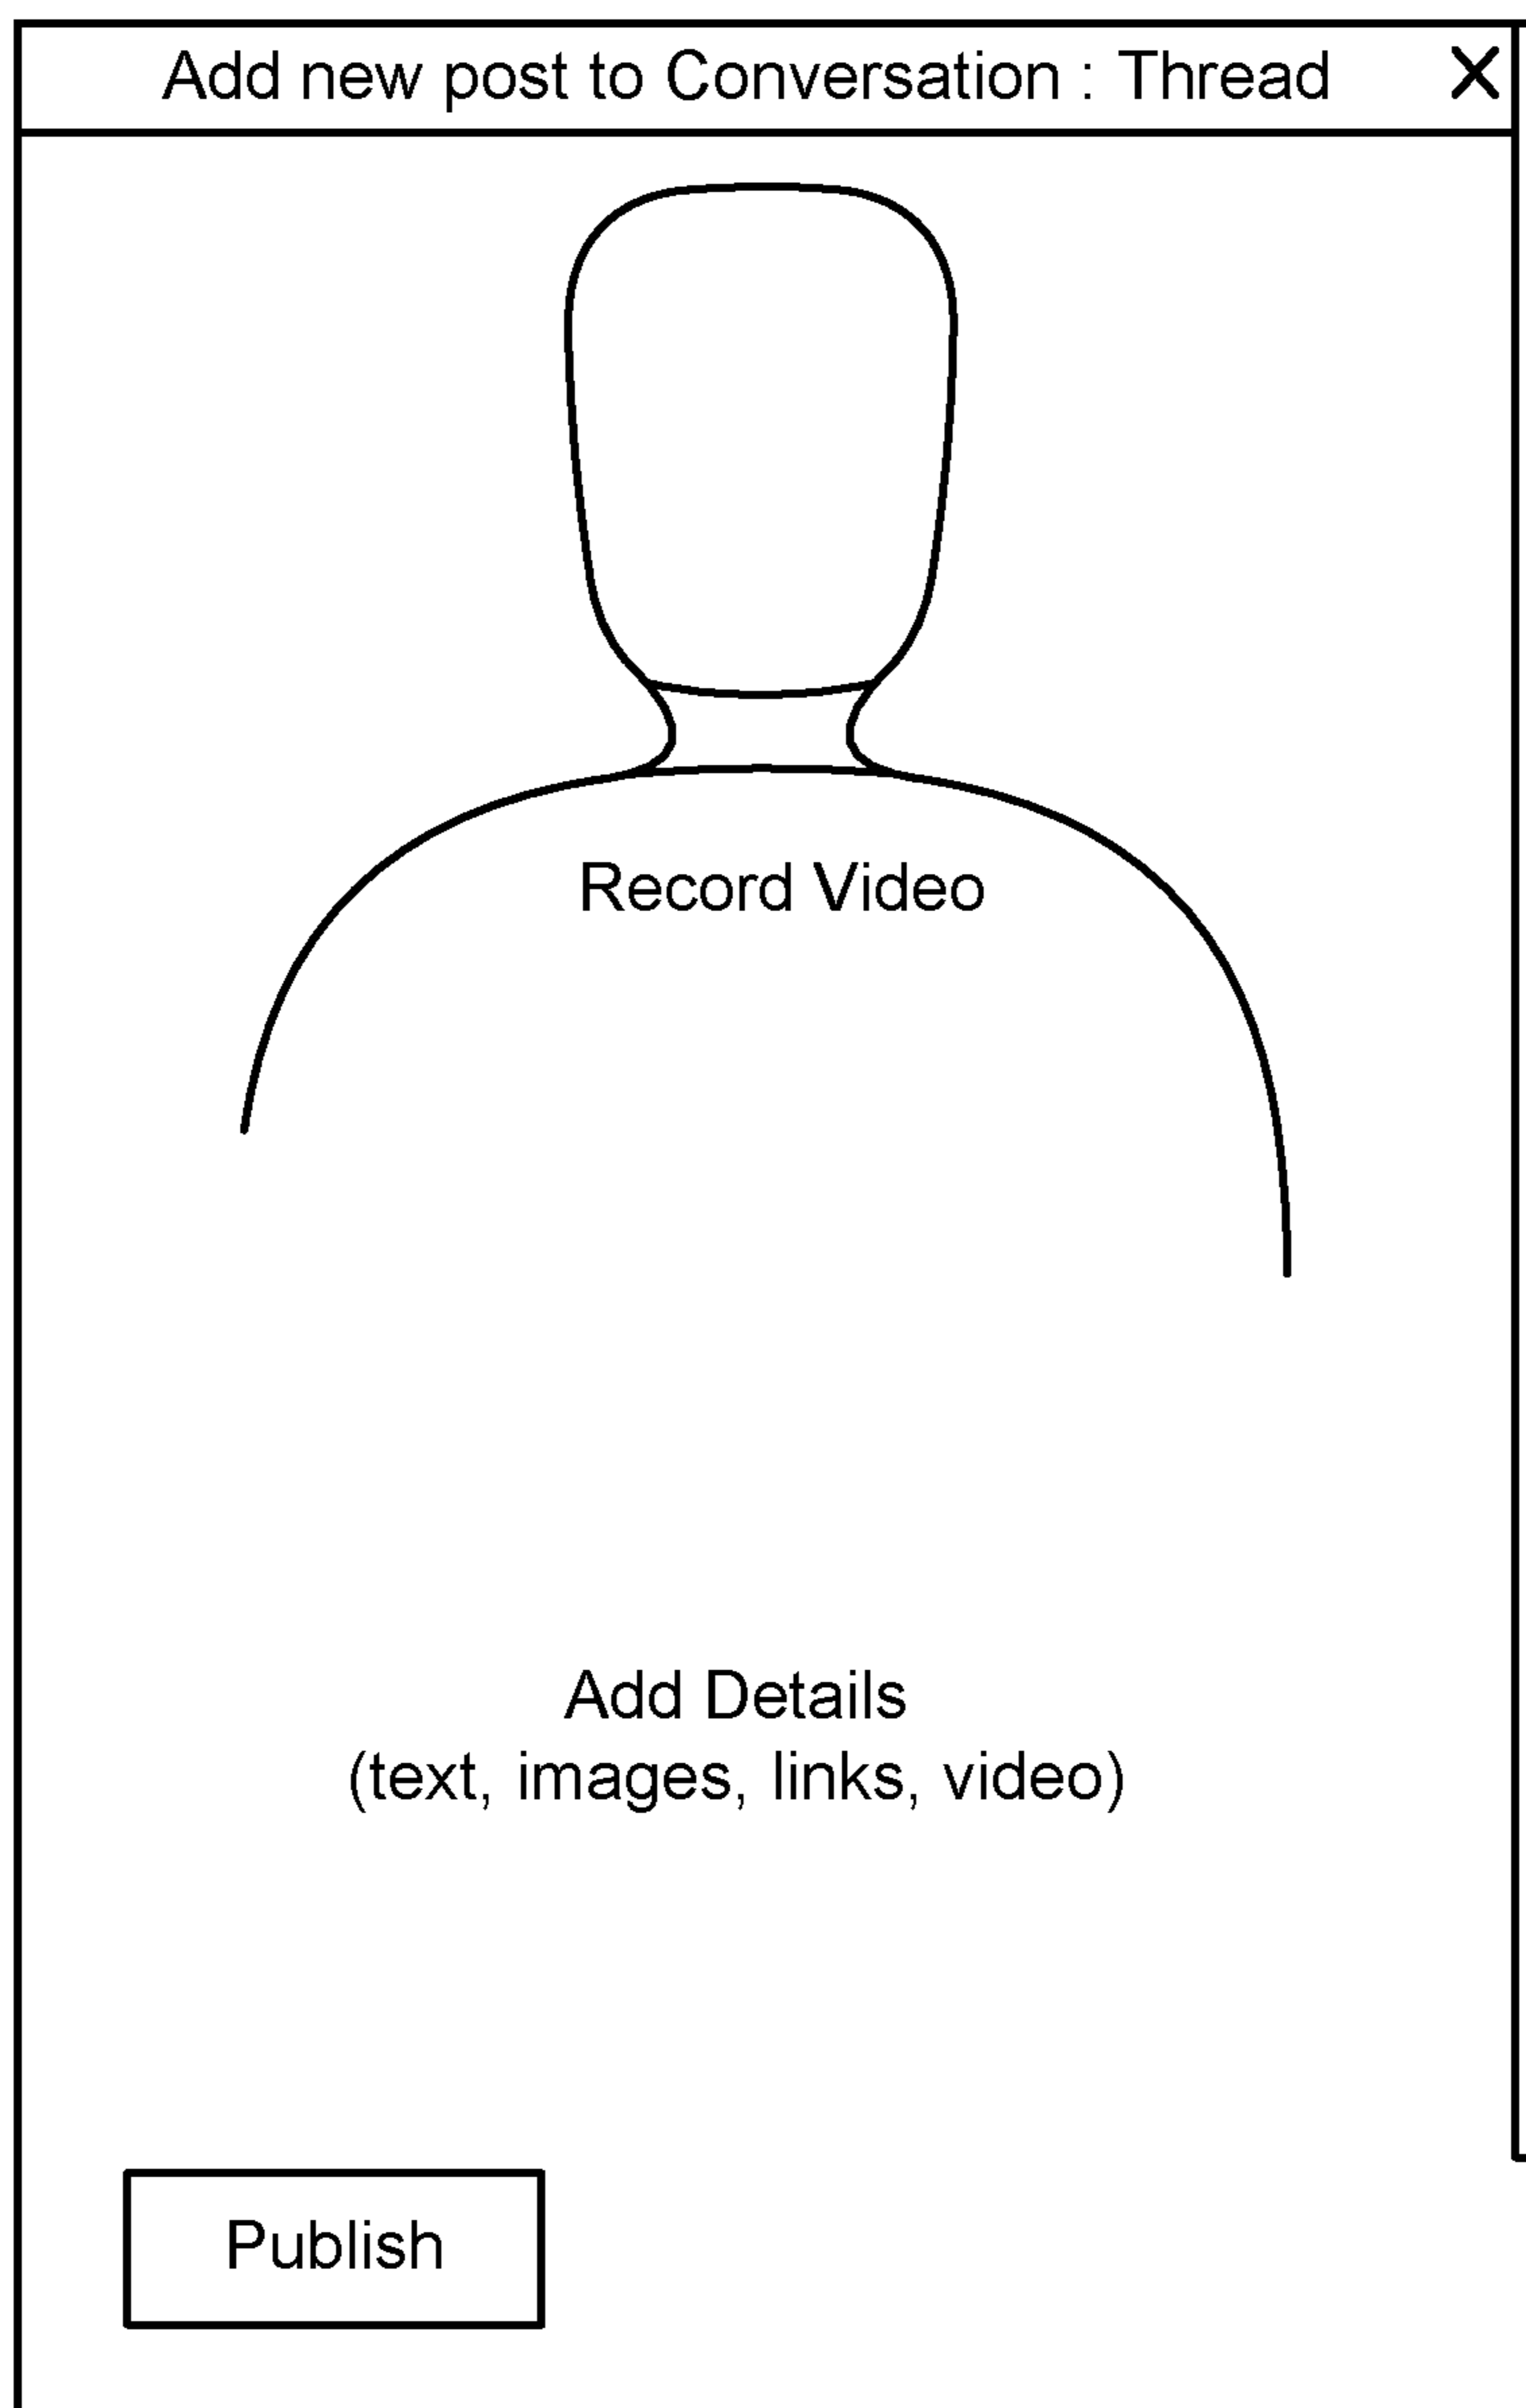 Add new post to Conversation : Thread X
Record Video
Add Details
(text, images, links, video)
Publish